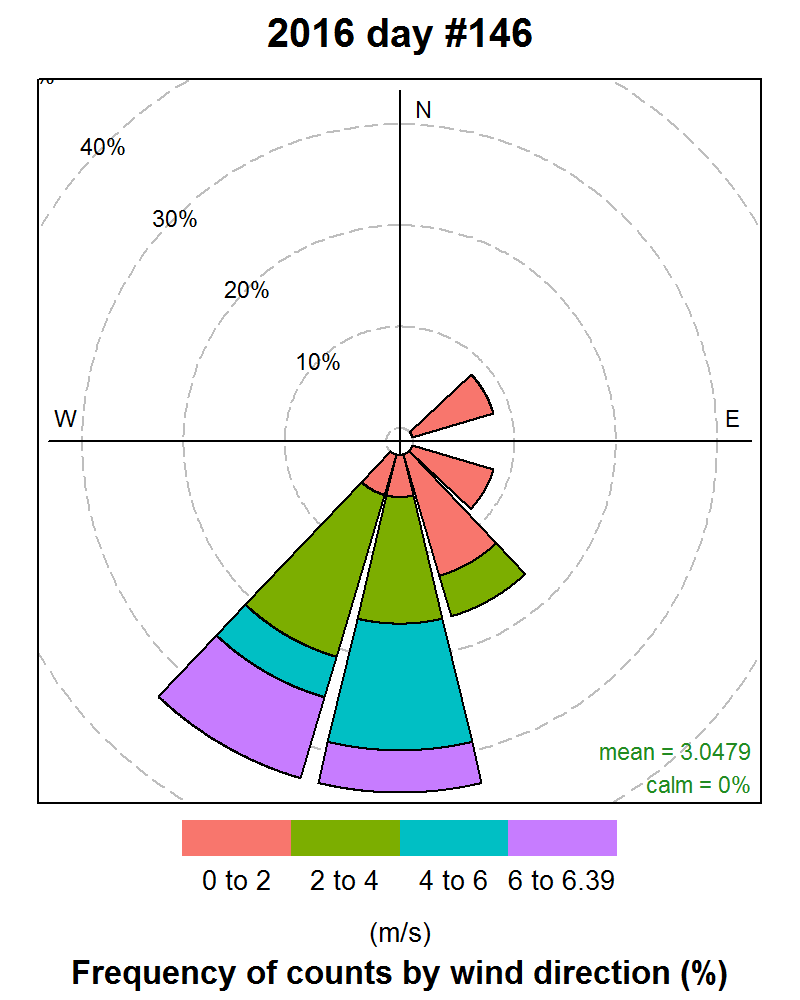 2016 day #146
%
N
40%
30%
20%
10%
W
E
mean = 3.0479
calm = 0%
0 to 2 2 to 4 4 to 6 6 to 6.39
(m/s)
Frequency of counts by wind direction (%)